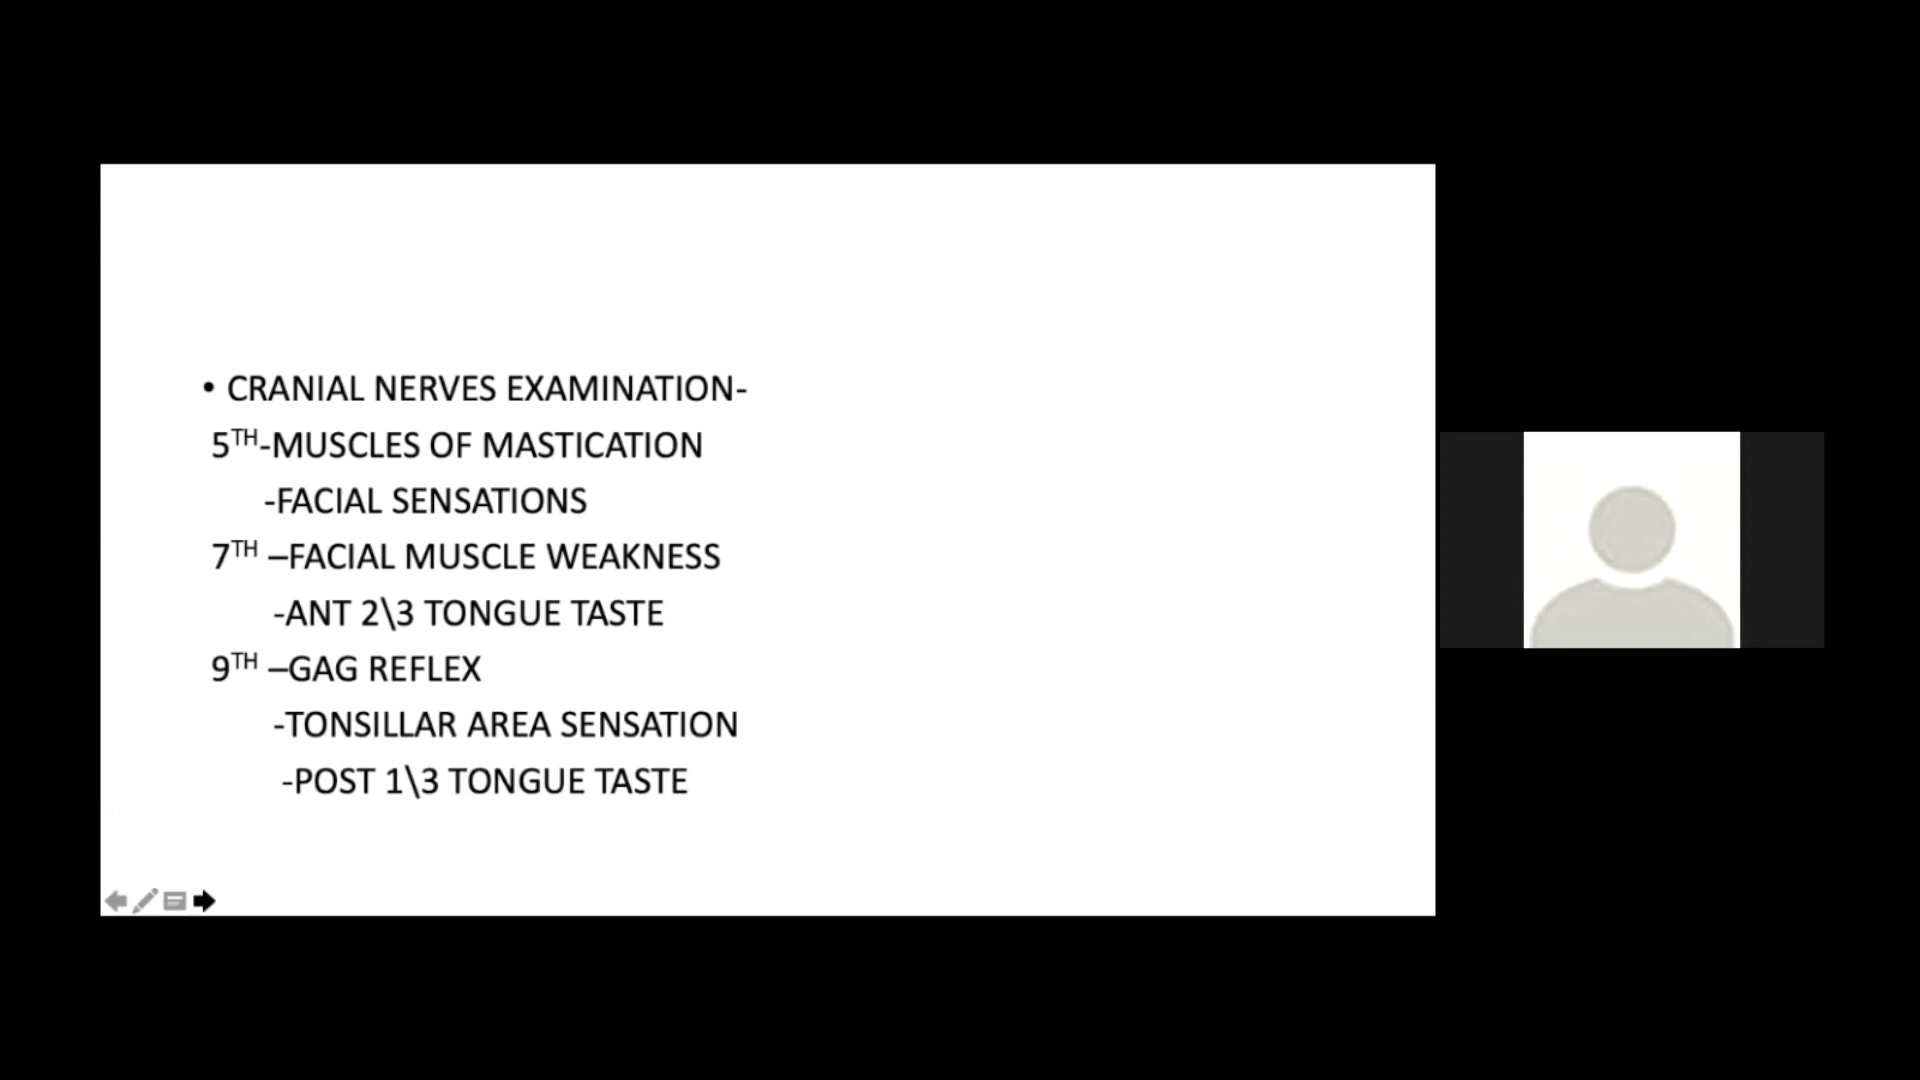 • CRANIAL NERVES EXAMINATION-
5TH-MUSCLES OF MASTICATION
-FACIAL SENSATIONS
7TH –FACIAL MUSCLE WEAKNESS
-ANT 2\3 TONGUE TASTE
9TH –GAG REFLEX
-TONSILLAR AREA SENSATION
-POST 1\3 TONGUE TASTE